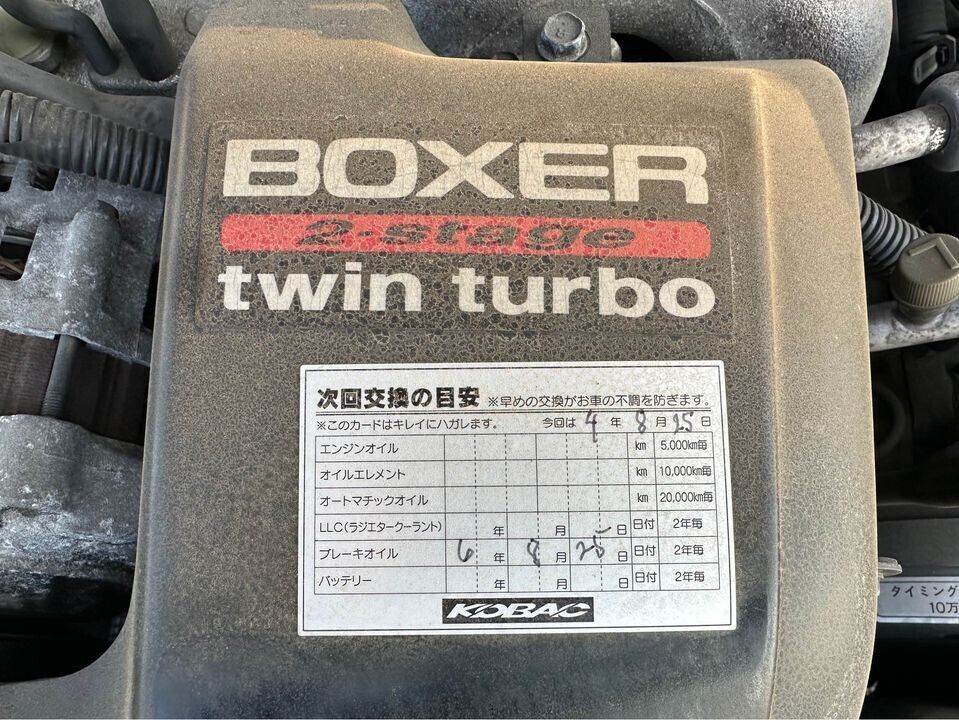 BOXER
2-stage
twin turbo
次回交換の目安 ※早めの交換がお車の不調を防ぎます。
※このカードはキレイにハガレます。 今回は 4 年 8 月 25 日
エンジンオイル km 5,000km毎
オイルエレメント km 10,000km毎
オートマチックオイル km 20,000km毎
LLC(ラジエタークーラント) 年 月 日 日付 2年毎
ブレーキオイル 6 年 8 月 25 日 日付 2年毎
バッテリー 年 月 日 日付 2年毎
KOBAC
タイミング
10万